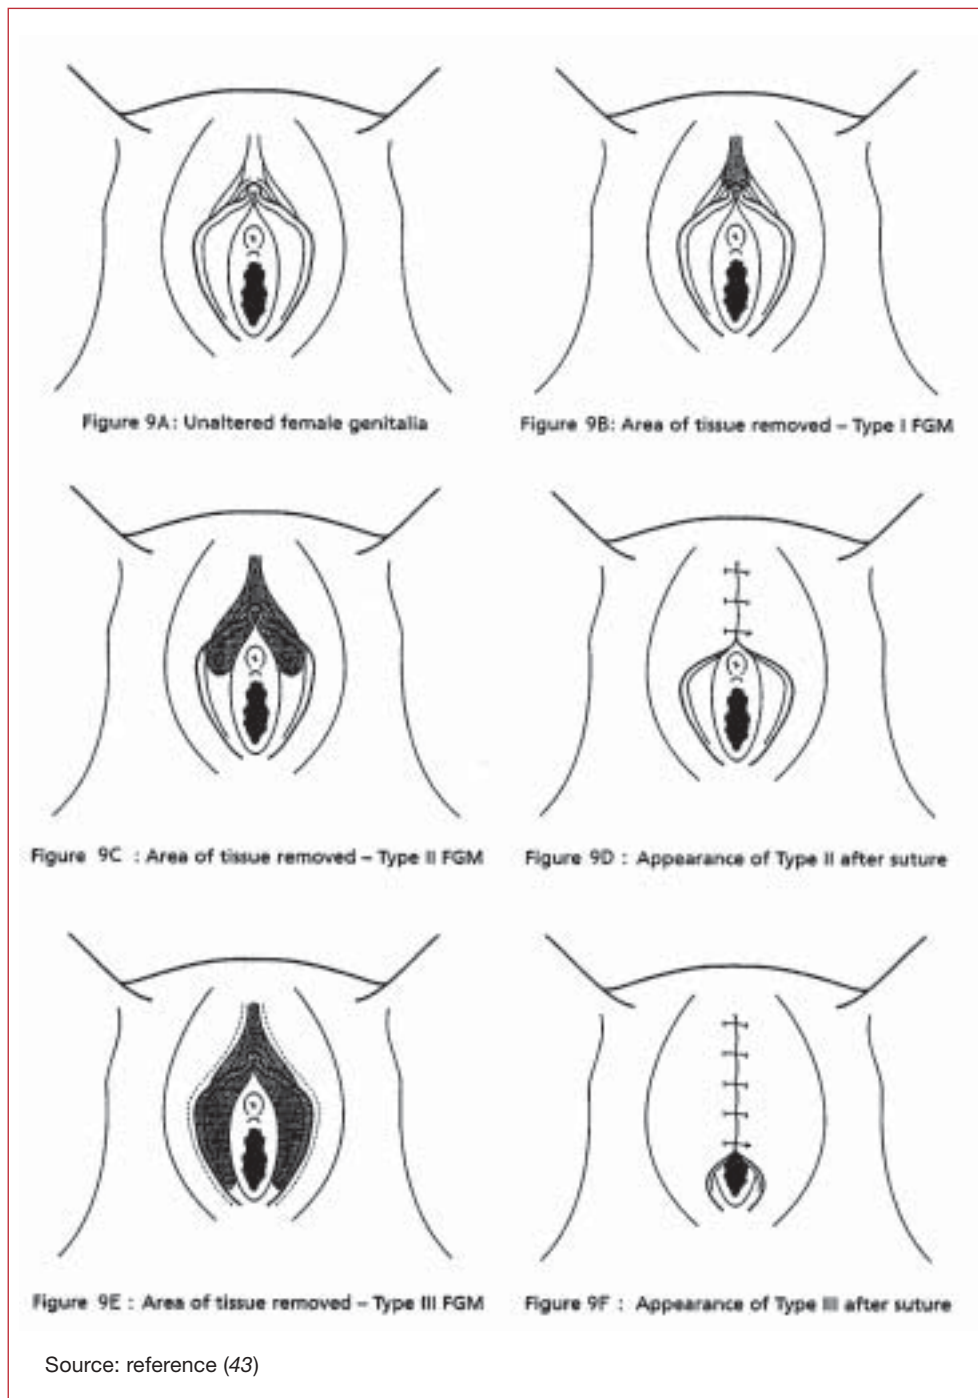 Figure 9A: Unaltered female genitalia
Figure 9B: Area of tissue removed – Type I FGM
Figure 9C : Area of tissue removed – Type II FGM
Figure 9D : Appearance of Type II after suture
Figure 9E : Area of tissue removed – Type III FGM
Figure 9F : Appearance of Type III after suture
Source: reference (43)